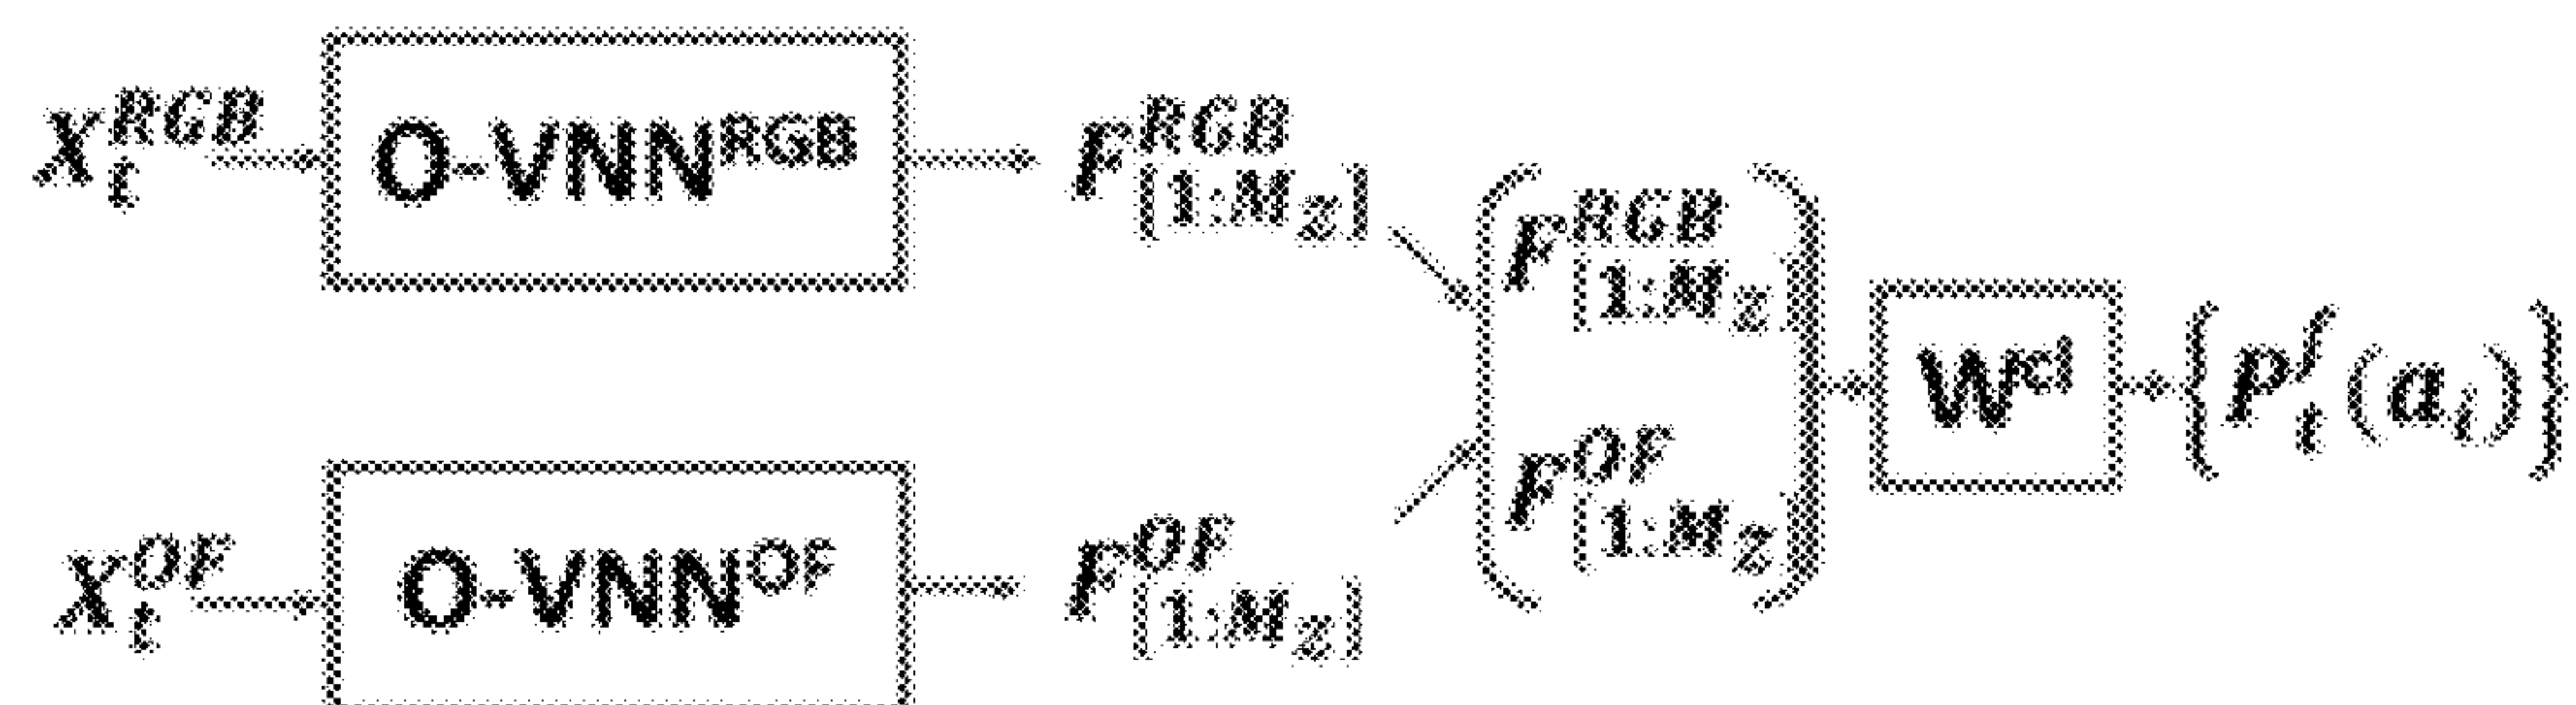 X_t^{RGB} O-VNN^{RGB} F_{[1:M_Z]}^{RGB}
F_{[1:M_Z]}^{RGB}
W^{cl} {P_t^f(a_i)}
F_{[1:M_Z]}^{OF}
X_t^{OF} O-VNN^{OF} F_{[1:M_Z]}^{OF}